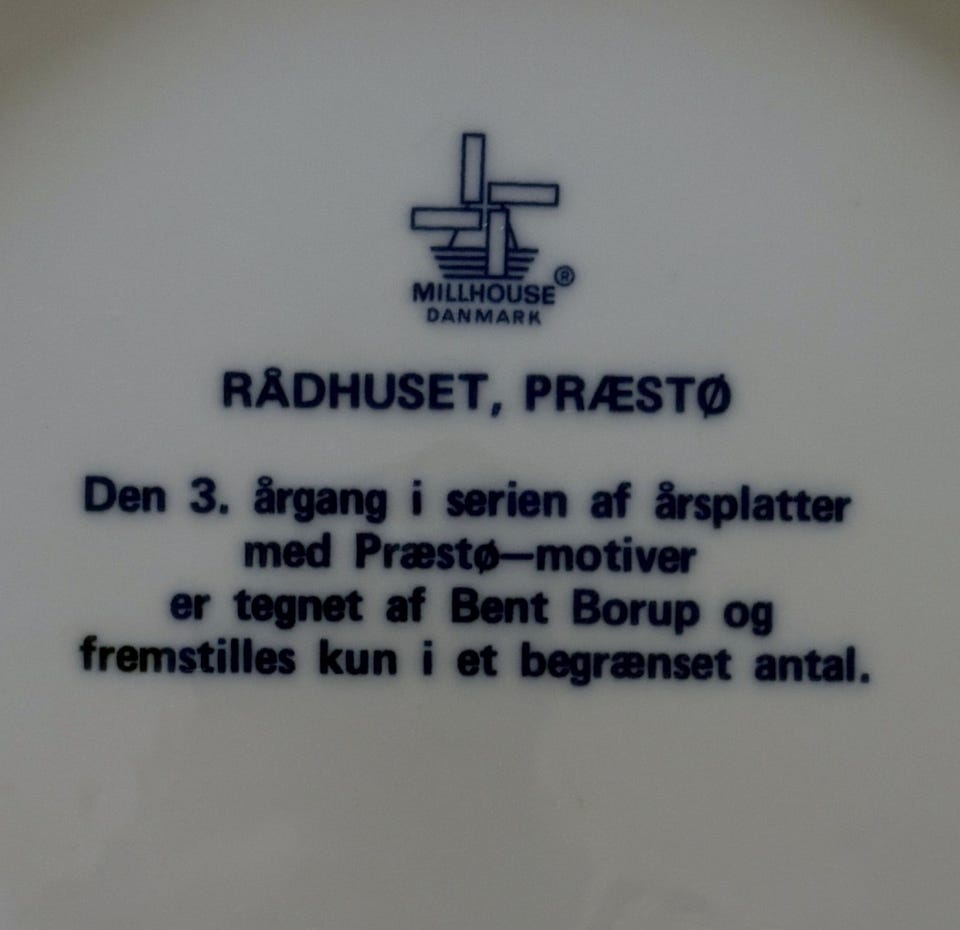 MILLHOUSE®
DANMARK
RÅDHUSET, PRÆSTØ
Den 3. årgang i serien af årsplatter
med Præstø—motiver
er tegnet af Bent Borup og
fremstilles kun i et begrænset antal.